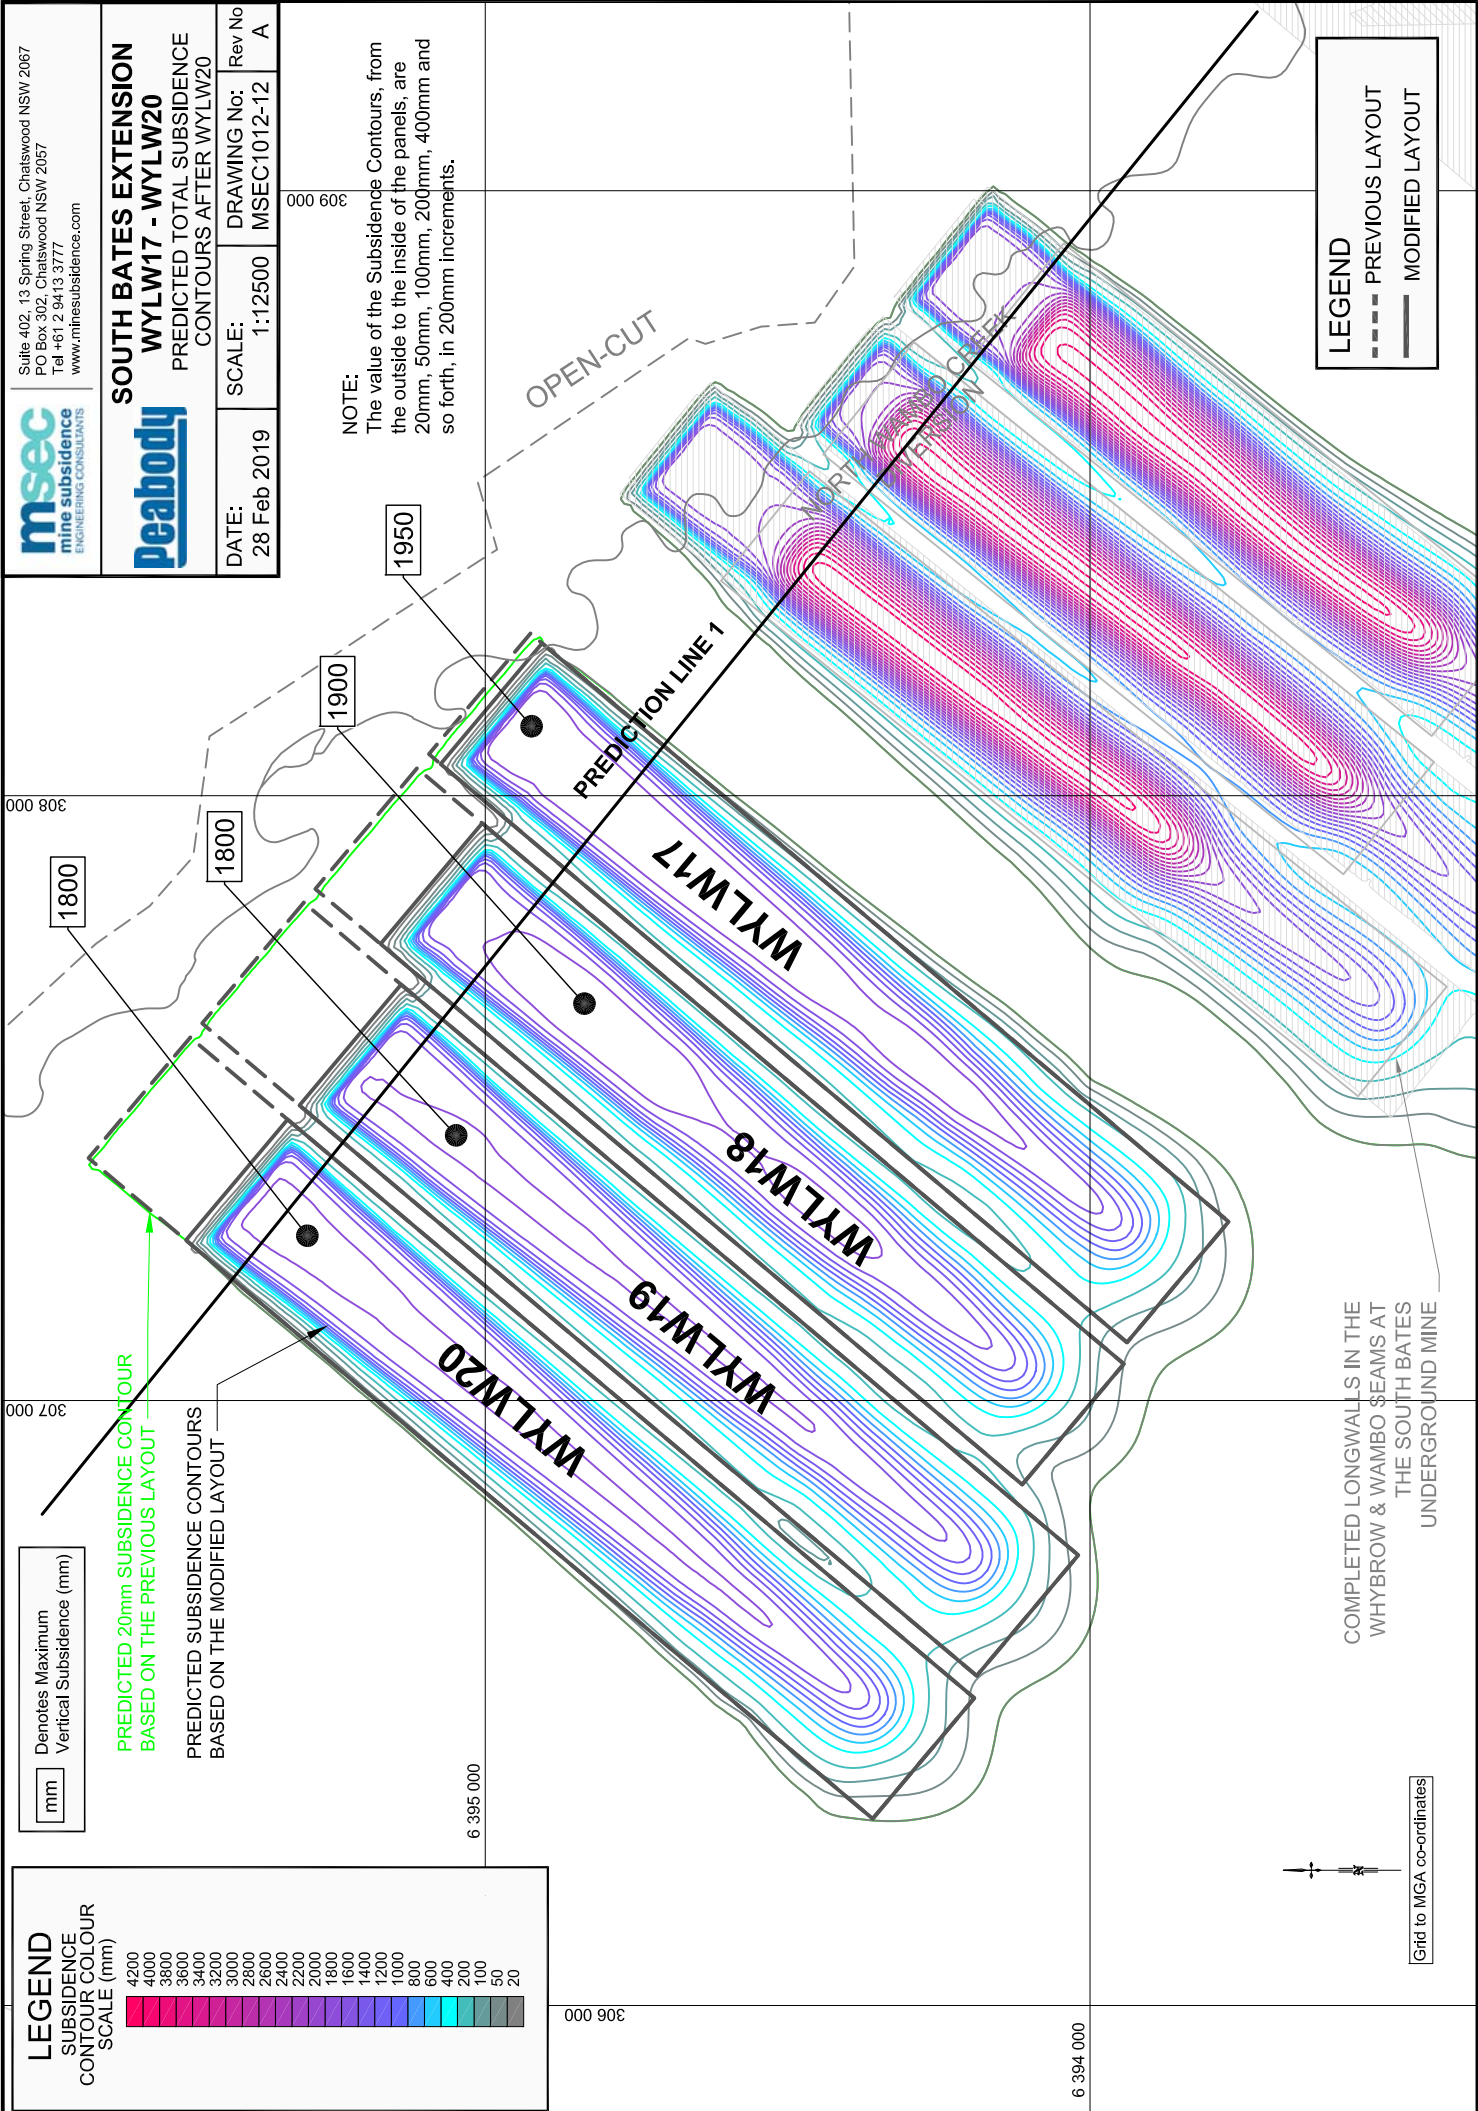 msec
mine subsidence
ENGINEERING CONSULTANTS
Suite 402, 13 Spring Street, Chatswood NSW 2067
PO Box 302, Chatswood NSW 2057
Tel +61 2 9413 3777
www.minesubsidence.com
Peabody
SOUTH BATES EXTENSION
WYLW17 - WYLW20
PREDICTED TOTAL SUBSIDENCE
CONTOURS AFTER WYLW20
DATE:
28 Feb 2019
SCALE:
1:12500
DRAWING No:
MSEC1012-12
Rev No
A
NOTE:
The value of the Subsidence Contours, from
the outside to the inside of the panels, are
20mm, 50mm, 100mm, 200mm, 400mm and
so forth, in 200mm increments.
LEGEND
SUBSIDENCE
CONTOUR COLOUR
SCALE (mm)
4200
4000
3800
3600
3400
3200
3000
2800
2600
2400
2200
2000
1800
1600
1400
1200
1000
800
600
400
200
100
50
20
mm
Denotes Maximum
Vertical Subsidence (mm)
PREDICTED 20mm SUBSIDENCE CONTOUR
BASED ON THE PREVIOUS LAYOUT
PREDICTED SUBSIDENCE CONTOURS
BASED ON THE MODIFIED LAYOUT
1800
1800
1900
1950
OPEN-CUT
PREDICTION LINE 1
NORTH WAMBO CREEK
DIVERSION
WYLW20
WYLW19
WYLW18
WYLW17
306 000
307 000
308 000
309 000
6 395 000
6 394 000
COMPLETED LONGWALLS IN THE
WHYBROW & WAMBO SEAMS AT
THE SOUTH BATES
UNDERGROUND MINE
LEGEND
PREVIOUS LAYOUT
MODIFIED LAYOUT
N
Grid to MGA co-ordinates